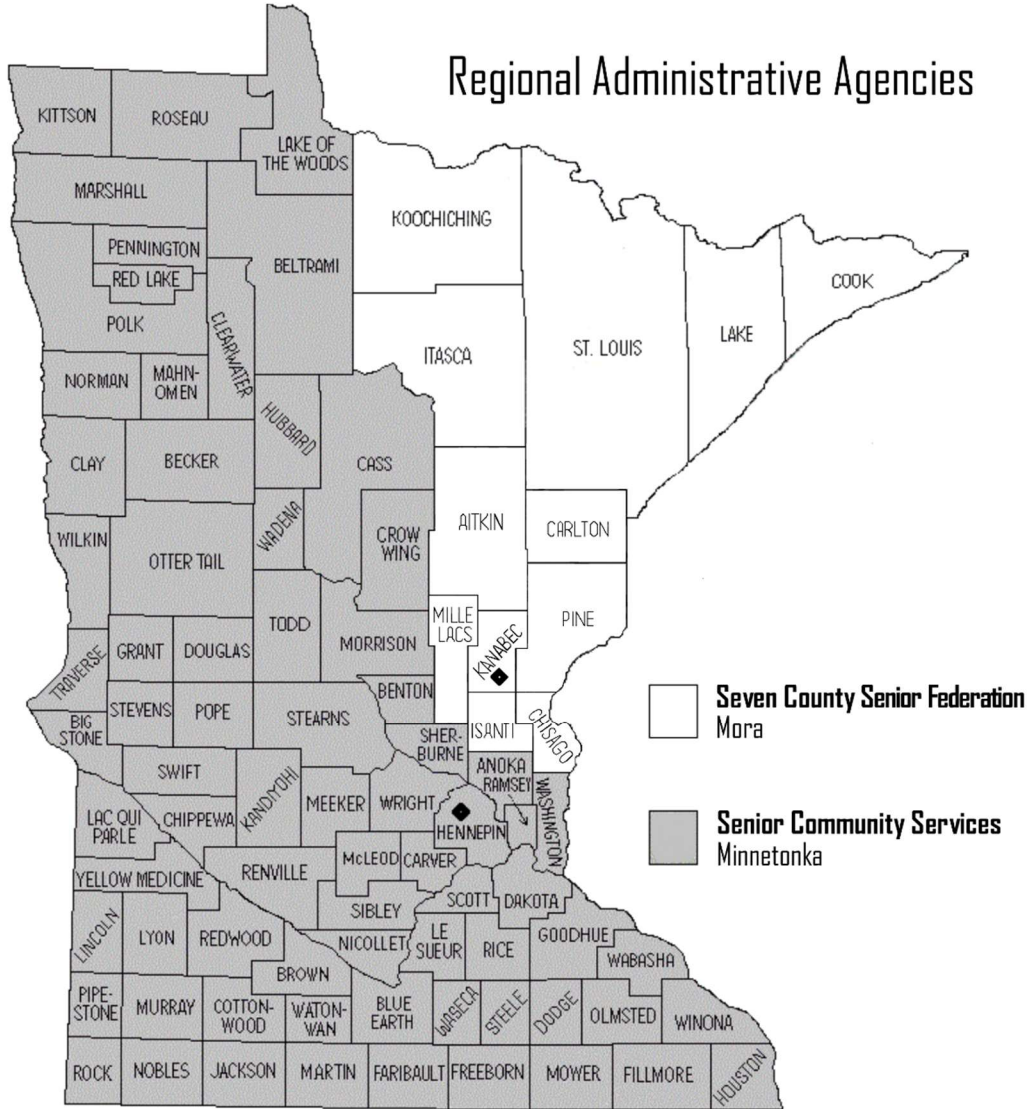 Regional Administrative Agencies
KITTSON
ROSEAU
LAKE OF
THE WOODS
MARSHALL
KOOCHICHING
PENNINGTON
RED LAKE
BELTRAMI
COOK
POLK
CLEARWATER
ITASCA
ST. LOUIS
LAKE
NORMAN
MAHN-
OMEN
HUBBARD
CLAY
BECKER
CASS
WADENA
AITKIN
CARLTON
WILKIN
OTTER TAIL
CROW
WING
MILLE
LACS
PINE
TODD
KANABEC
MORRISON
TRAVERSE
GRANT
DOUGLAS
BENTON
BIG
STONE
STEVENS
POPE
STEARNS
ISANTI
CHISAGO
SHER-
BURNE
Seven County Senior Federation
Mora
SWIFT
KANDIYOHI
ANOKA
RAMSEY
WASHINGTON
LAC QUI
PARLE
CHIPPEWA
MEEKER
WRIGHT
HENNEPIN
Senior Community Services
Minnetonka
YELLOW MEDICINE
RENVILLE
McLEOD
CARVER
SIBLEY
SCOTT
DAKOTA
LINCOLN
LYON
REDWOOD
NICOLLET
LE
SUEUR
RICE
GOODHUE
WABASHA
BROWN
PIPE-
STONE
MURRAY
COTTON-
WOOD
WATON-
WAN
BLUE
EARTH
WASECA
STEELE
DODGE
OLMSTED
WINONA
ROCK
NOBLES
JACKSON
MARTIN
FARIBAULT
FREEBORN
MOWER
FILLMORE
HOUSTON